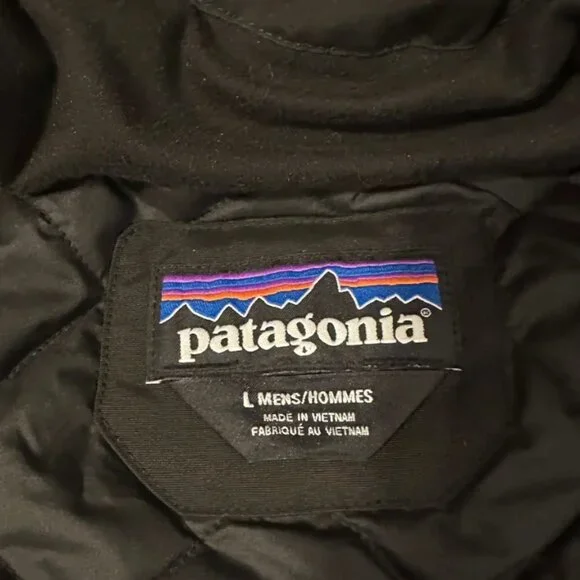 patagonia®
L MENS/HOMMES
MADE IN VIETNAM
FABRIQUÉ AU VIETNAM